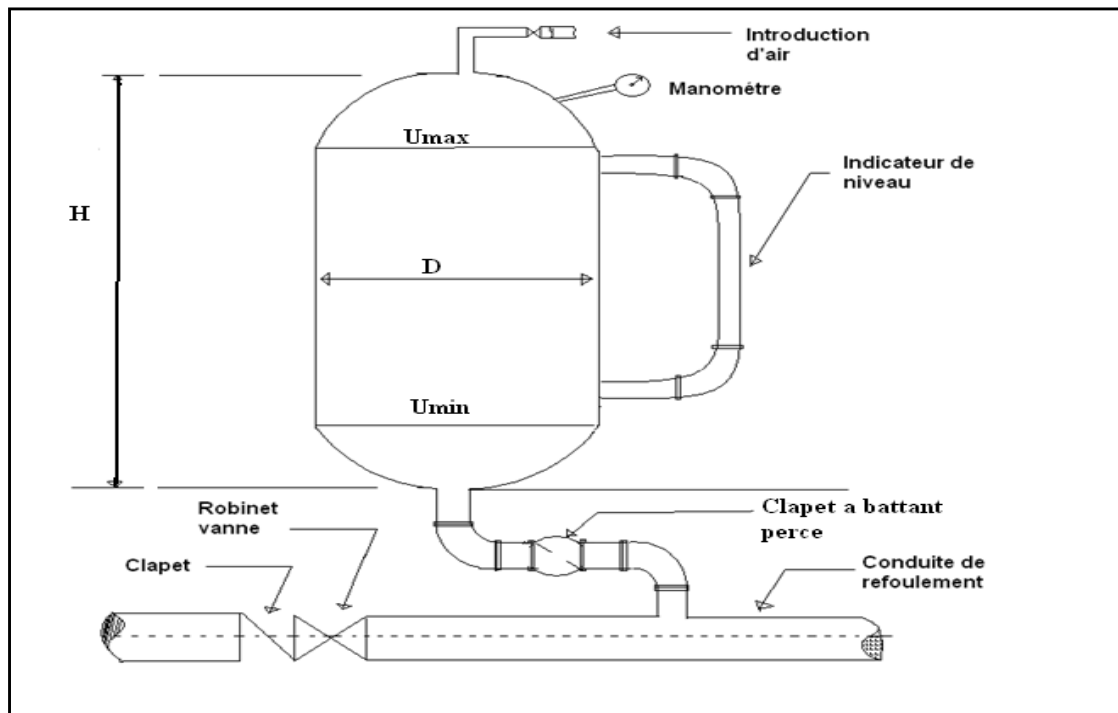 Introduction
d'air
Manométre
Umax
Indicateur de
niveau
H
D
Umin
Robinet
vanne
Clapet a battant
perce
Clapet
Conduite de
refoulement